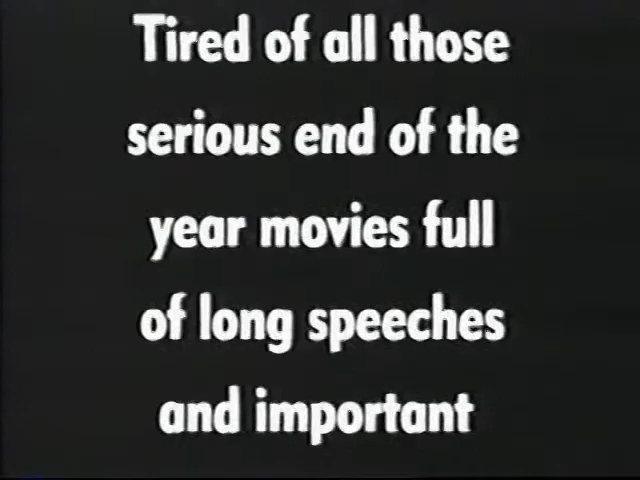 Tired of all those
serious end of the
year movies full
of long speeches
and important